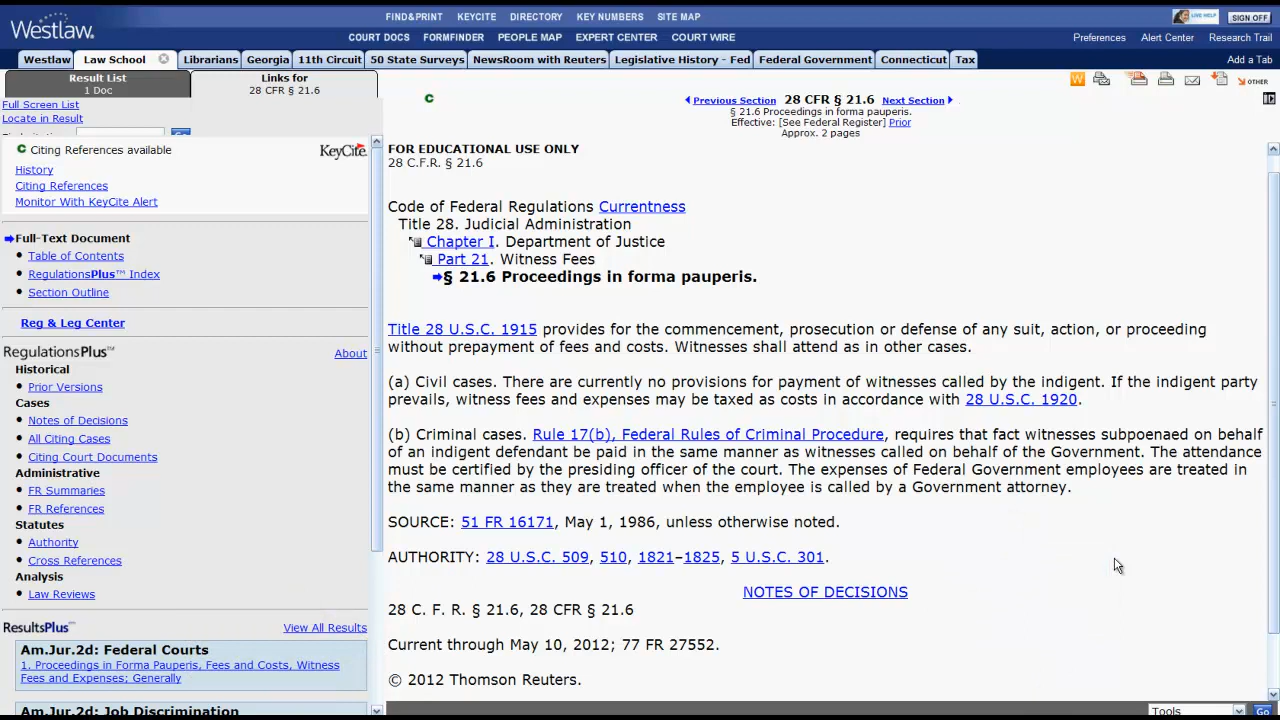 Westlaw.
FIND&PRINT KEYCITE DIRECTORY KEY NUMBERS SITE MAP
COURT DOCS FORMFINDER PEOPLE MAP EXPERT CENTER COURT WIRE
LIVE HELP SIGN OFF
Preferences Alert Center Research Trail
Westlaw Law School Librarians Georgia 11th Circuit 50 State Surveys NewsRoom with Reuters Legislative History - Fed Federal Government Connecticut Tax Add a Tab
Result List
1 Doc
Links for
28 CFR § 21.6
Full Screen List
Locate in Result
Go
C Citing References available KeyCite
History
Citing References
Monitor With KeyCite Alert
Full-Text Document
Table of Contents
RegulationsPlus™ Index
Section Outline
Reg & Leg Center
RegulationsPlus™ About
Historical
Prior Versions
Cases
Notes of Decisions
All Citing Cases
Citing Court Documents
Administrative
FR Summaries
FR References
Statutes
Authority
Cross References
Analysis
Law Reviews
ResultsPlus™ View All Results
Am.Jur.2d: Federal Courts
1. Proceedings in Forma Pauperis, Fees and Costs, Witness
Fees and Expenses; Generally
Am.Jur.2d: Job Discrimination
W OTHER
C
Previous Section 28 CFR § 21.6 Next Section
§ 21.6 Proceedings in forma pauperis.
Effective: [See Federal Register] Prior
Approx. 2 pages
FOR EDUCATIONAL USE ONLY
28 C.F.R. § 21.6
Code of Federal Regulations Currentness
Title 28. Judicial Administration
Chapter I. Department of Justice
Part 21. Witness Fees
§ 21.6 Proceedings in forma pauperis.
Title 28 U.S.C. 1915 provides for the commencement, prosecution or defense of any suit, action, or proceeding
without prepayment of fees and costs. Witnesses shall attend as in other cases.
(a) Civil cases. There are currently no provisions for payment of witnesses called by the indigent. If the indigent party
prevails, witness fees and expenses may be taxed as costs in accordance with 28 U.S.C. 1920.
(b) Criminal cases. Rule 17(b), Federal Rules of Criminal Procedure, requires that fact witnesses subpoenaed on behalf
of an indigent defendant be paid in the same manner as witnesses called on behalf of the Government. The attendance
must be certified by the presiding officer of the court. The expenses of Federal Government employees are treated in
the same manner as they are treated when the employee is called by a Government attorney.
SOURCE: 51 FR 16171, May 1, 1986, unless otherwise noted.
AUTHORITY: 28 U.S.C. 509, 510, 1821–1825, 5 U.S.C. 301.
NOTES OF DECISIONS
28 C. F. R. § 21.6, 28 CFR § 21.6
Current through May 10, 2012; 77 FR 27552.
© 2012 Thomson Reuters.
Tools Go